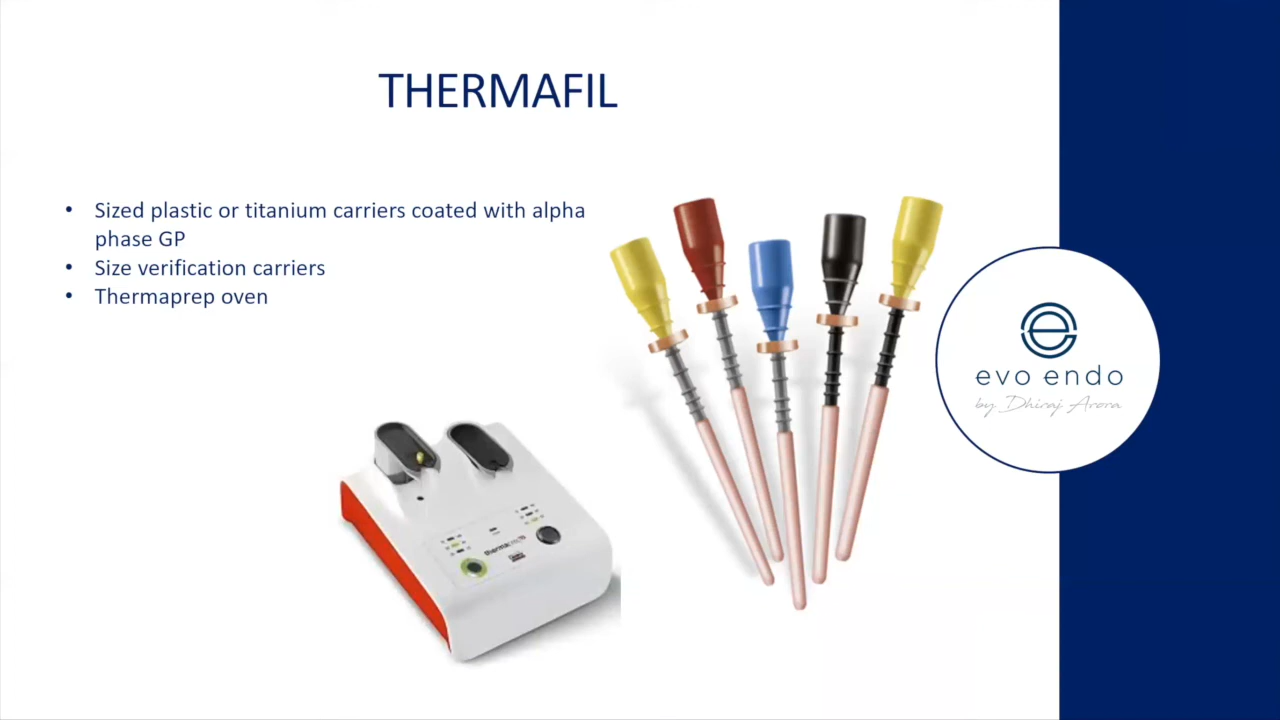 THERMAFIL
• Sized plastic or titanium carriers coated with alpha
phase GP
• Size verification carriers
• Thermaprep oven
evo endo
by Dhiraj Arora